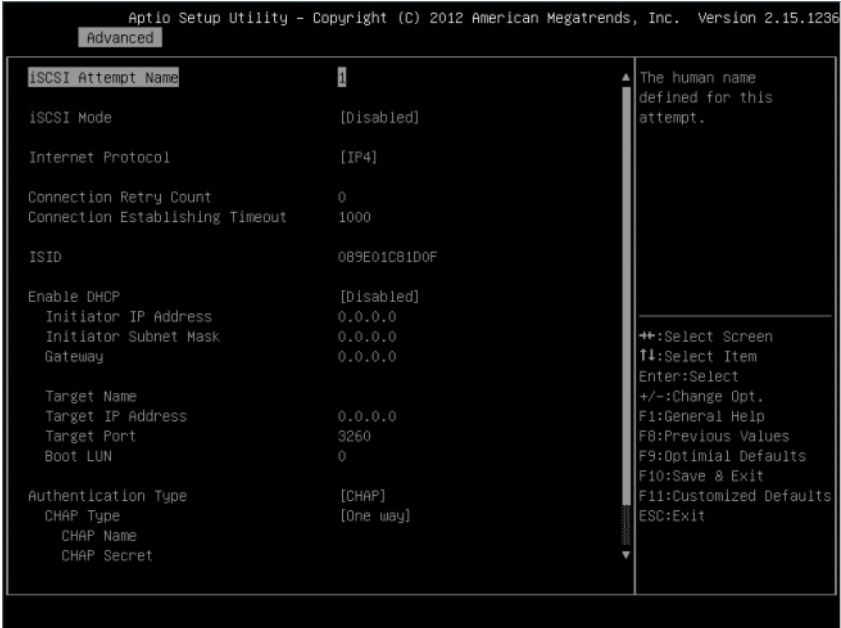 Aptio Setup Utility – Copyright (C) 2012 American Megatrends, Inc. Version 2.15.1236
Advanced
iSCSI Attempt Name 1
iSCSI Mode [Disabled]
Internet Protocol [IP4]
Connection Retry Count 0
Connection Establishing Timeout 1000
ISID 089E01C81D0F
Enable DHCP [Disabled]
Initiator IP Address 0.0.0.0
Initiator Subnet Mask 0.0.0.0
Gateway 0.0.0.0
Target Name
Target IP Address 0.0.0.0
Target Port 3260
Boot LUN 0
Authentication Type [CHAP]
CHAP Type [One way]
CHAP Name
CHAP Secret
The human name
defined for this
attempt.
→←:Select Screen
↑↓:Select Item
Enter:Select
+/-:Change Opt.
F1:General Help
F8:Previous Values
F9:Optimial Defaults
F10:Save & Exit
F11:Customized Defaults
ESC:Exit